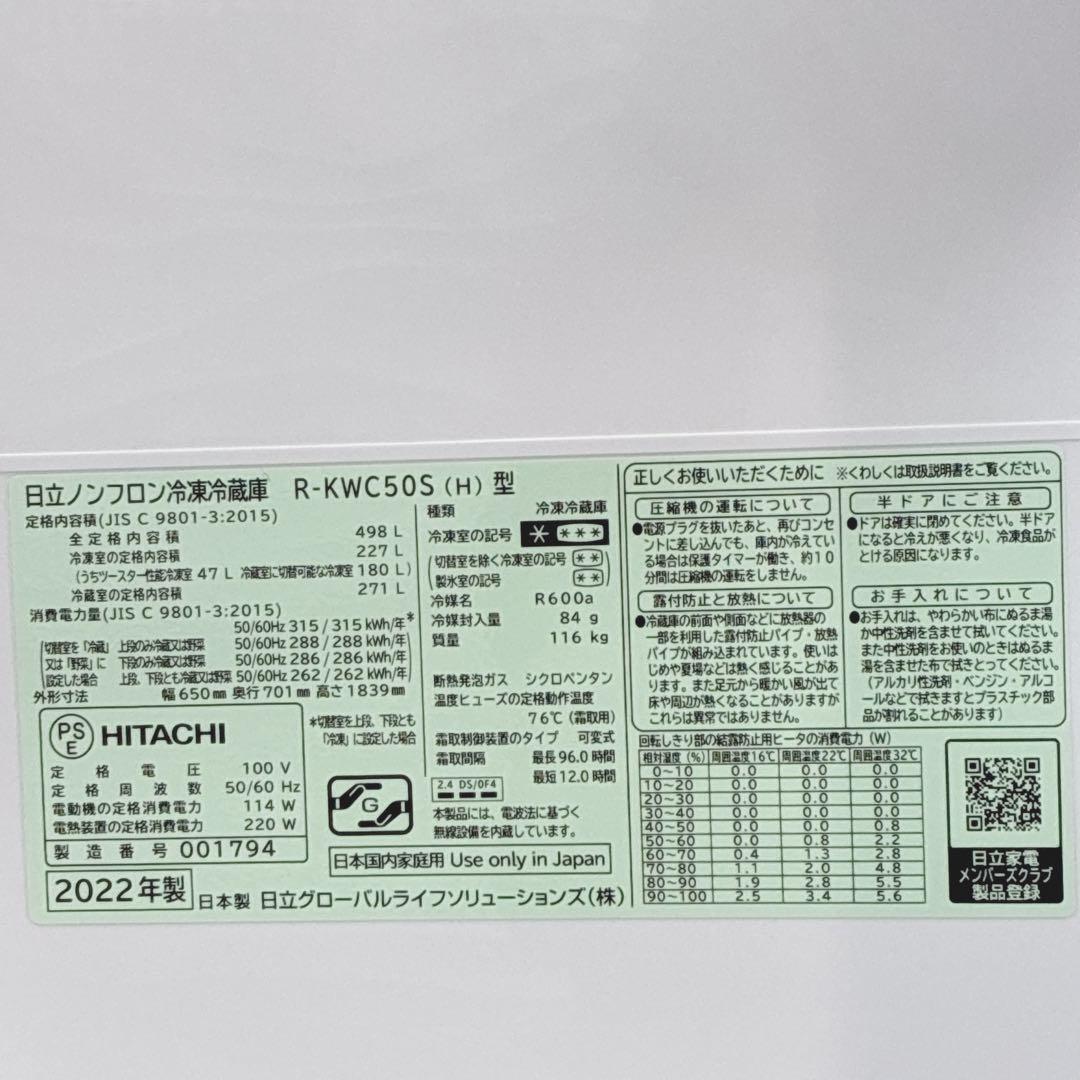 日立ノンフロン冷凍冷蔵庫 R-KWC50S (H) 型
定格内容積(JIS C 9801-3:2015)
全定格内容積 498 L
冷凍室の定格内容積 227 L
(うちツースター性能冷凍室 47 L 冷蔵室に切替可能な冷凍室 180 L)
冷蔵室の定格内容積 271 L
消費電力量(JIS C 9801-3:2015)
50/60Hz 315 / 315 kWh/年*
(切替室を「冷蔵」 上段のみ冷蔵又は野菜 50/60Hz 288 / 288 kWh/年
又は「野菜」に 下段のみ冷蔵又は野菜 50/60Hz 286 / 286 kWh/年
設定した場合 上段、下段とも冷蔵又は野菜 50/60Hz 262 / 262 kWh/年)
外形寸法 幅 650 mm 奥行 701 mm 高さ 1839 mm
PS E HITACHI
定格電圧 100 V
定格周波数 50/60 Hz
電動機の定格消費電力 114 W
電熱装置の定格消費電力 220 W
製造番号 001794
*切替室を上段、下段とも
「冷凍」に設定した場合
G
2022年製
日本製 日立グローバルライフソリューションズ(株)
日本国内家庭用 Use only in Japan
種類 冷凍冷蔵庫
冷凍室の記号 * ***
(切替室を除く冷凍室の記号 **
製氷室の記号 **)
冷媒名 R600a
冷媒封入量 84 g
質量 116 kg
断熱発泡ガス シクロペンタン
温度ヒューズの定格動作温度
76℃ (霜取用)
霜取制御装置のタイプ 可変式
霜取間隔 最長 96.0 時間
最短 12.0 時間
2.4 DS/OF4
本製品には、電波法に基づく
無線設備を内蔵しています。
正しくお使いいただくために ※くわしくは取扱説明書をご覧ください。
圧縮機の運転について
●電源プラグを抜いたあと、再びコンセ
ントに差し込んでも、庫内が冷えてい
る場合は保護タイマーが働き、約10
分間は圧縮機の運転をしません。
露付防止と放熱について
●冷蔵庫の前面や側面などに放熱器の
一部を利用した露付防止パイプ・放熱
パイプが組み込まれています。使いは
じめや夏場などは熱く感じることがあ
ります。また足元から暖かい風が出て
床や周辺が熱くなることがありますが
これらは異常ではありません。
半ドアにご注意
●ドアは確実に閉めてください。半ドア
になると冷えが悪くなり、冷凍食品が
とける原因になります。
お手入れについて
●お手入れは、やわらかい布にぬるま湯
か中性洗剤を含ませて拭いてください。
また中性洗剤をお使いのときはぬるま
湯を含ませた布で拭きとってください。
(アルカリ性洗剤・ベンジン・アルコ
ールなどで拭きますとプラスチック部
品が割れることがあります)
回転しきり部の結露防止用ヒータの消費電力 (W)
相対湿度 (%) 周囲温度16℃ 周囲温度22℃ 周囲温度32℃
0~10 0.0 0.0 0.0
10~20 0.0 0.0 0.0
20~30 0.0 0.0 0.0
30~40 0.0 0.0 0.0
40~50 0.0 0.0 0.8
50~60 0.0 0.8 2.2
60~70 0.4 1.3 2.8
70~80 1.1 2.0 4.8
80~90 1.9 2.8 5.5
90~100 2.5 3.4 5.6
日立家電
メンバーズクラブ
製品登録